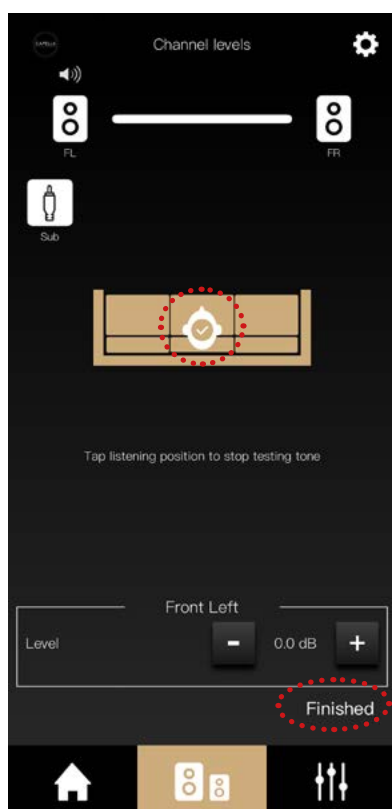 CAPELLA
Channel levels
FL
FR
Sub
Tap listening position to stop testing tone
Front Left
Level
-
0.0 dB
+
Finished